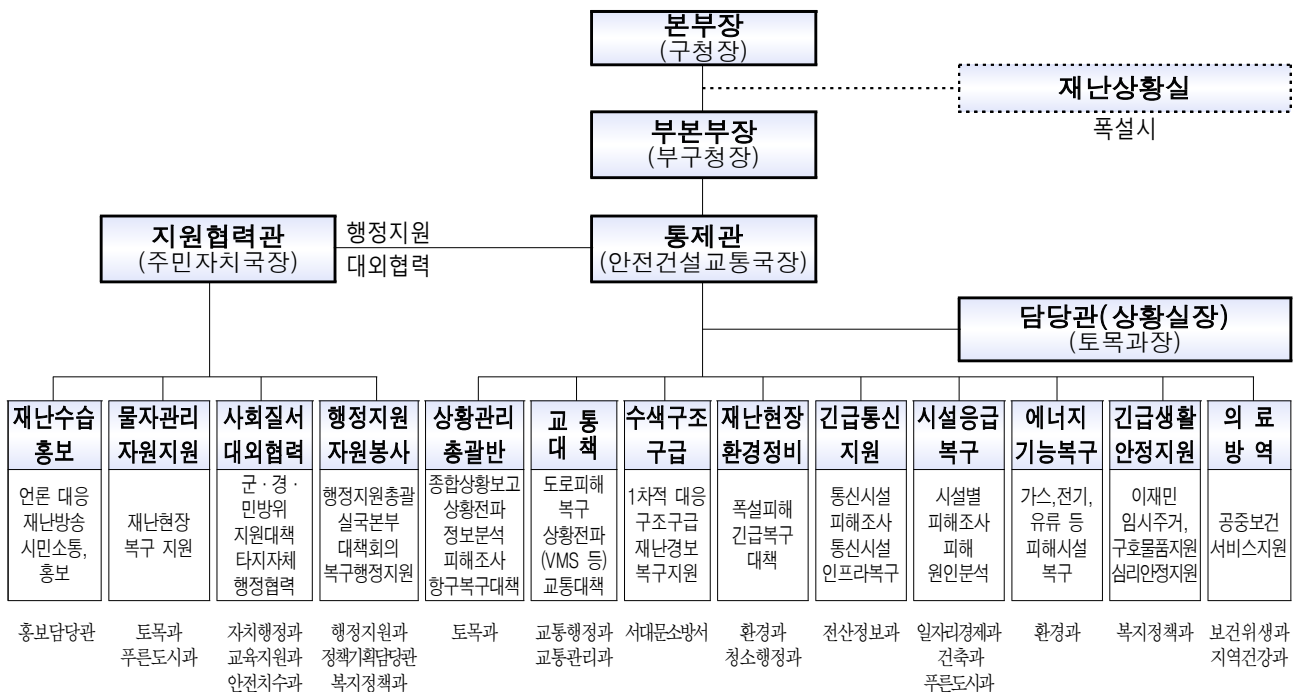 본부장
(구청장)
재난상황실
폭설시
부본부장
(부구청장)
지원협력관
(주민자치국장)
행정지원
대외협력
통제관
(안전건설교통국장)
담당관(상황실장)
(토목과장)
재난수습
홍보
언론 대응
재난방송
시민소통,
홍보
홍보담당관
물자관리
자원지원
재난현장
복구 지원
토목과
푸른도시과
사회질서
대외협력
군·경·
민방위
지원대책
타지자체
행정협력
자치행정과
교육지원과
안전치수과
행정지원
자원봉사
행정지원총괄
실국본부
대책회의
복구행정지원
행정지원과
정책기획담당관
복지정책과
상황관리
총괄반
종합상황보고
상황전파
정보분석
피해조사
항구복구대책
토목과
교 통
대 책
도로피해
복구
상황전파
(VMS 등)
교통대책
교통행정과
교통관리과
수색구조
구급
1차적 대응
구조구급
재난경보
복구지원
서대문소방서
재난현장
환경정비
폭설피해
긴급복구
대책
환경과
청소행정과
긴급통신
지원
통신시설
피해조사
통신시설
인프라복구
전산정보과
시설응급
복구
시설별
피해조사
피해
원인분석
일자리경제과
건축과
푸른도시과
에너지
기능복구
가스,전기,
유류 등
피해시설
복구
환경과
긴급생활
안정지원
이재민
임시주거,
구호물품지원
심리안정지원
복지정책과
의 료
방 역
공중보건
서비스지원
보건위생과
지역건강과